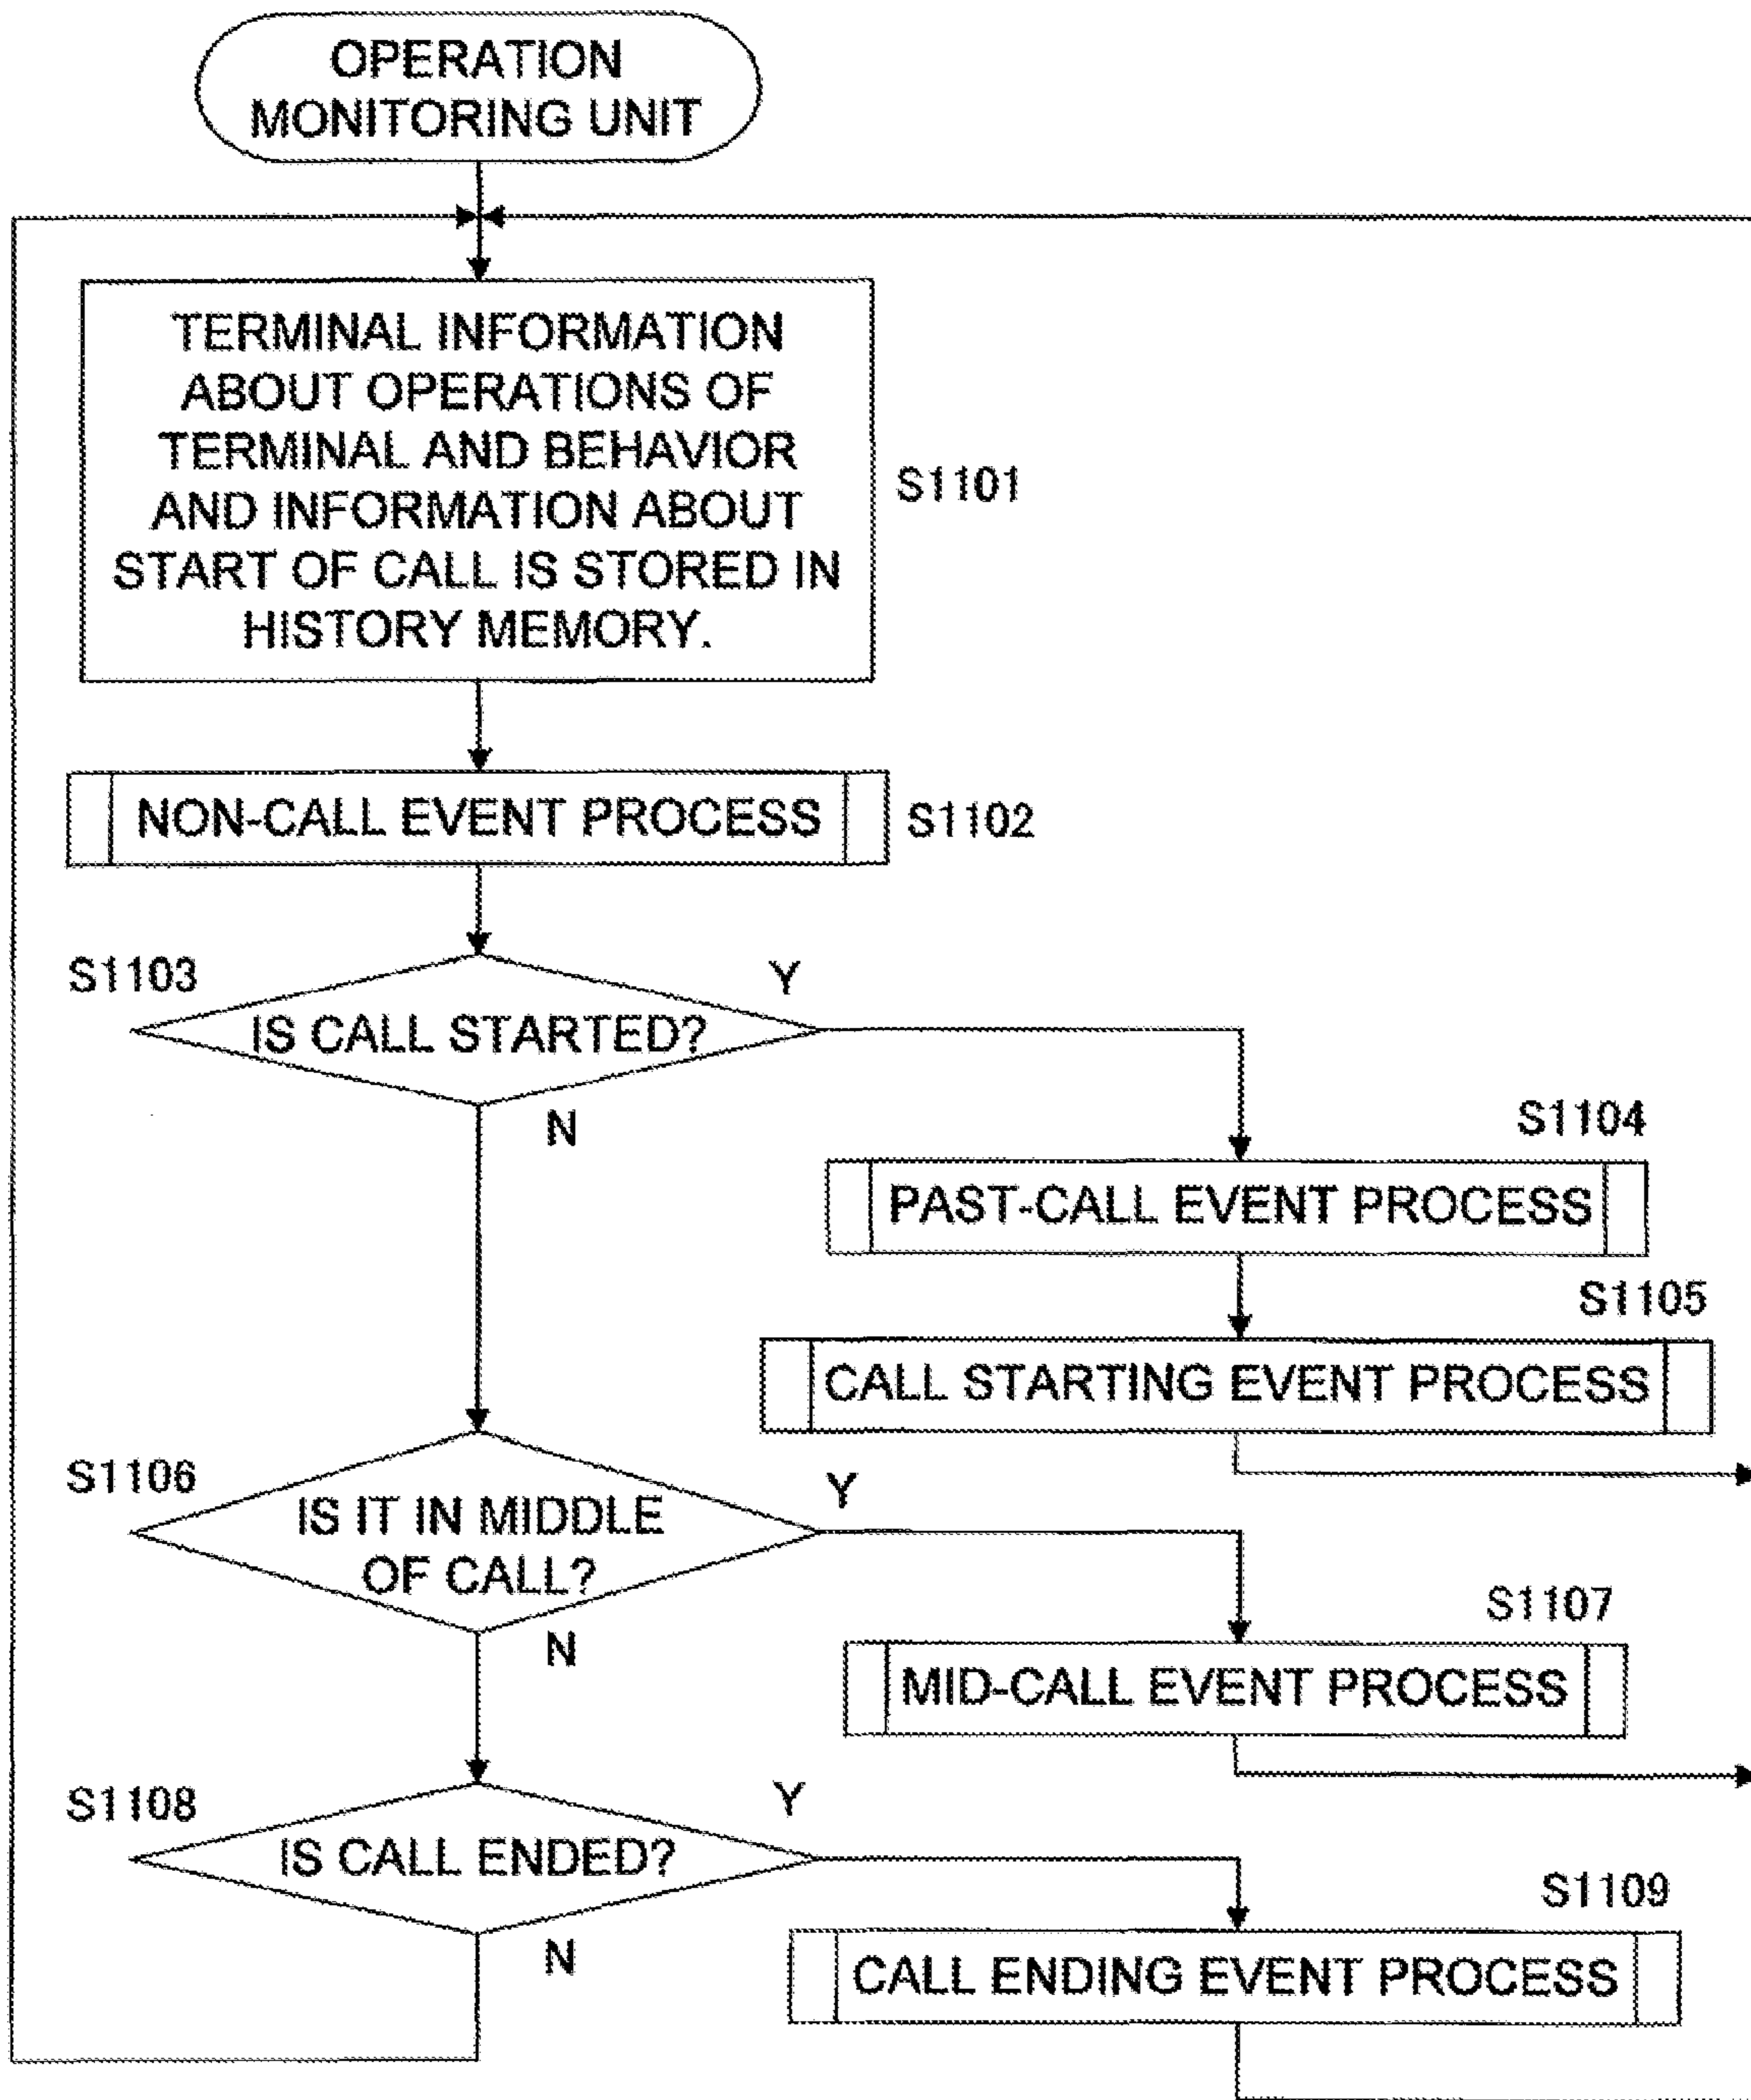 OPERATION
MONITORING UNIT
TERMINAL INFORMATION
ABOUT OPERATIONS OF
TERMINAL AND BEHAVIOR
AND INFORMATION ABOUT
START OF CALL IS STORED IN
HISTORY MEMORY.
S1101
NON-CALL EVENT PROCESS
S1102
S1103
IS CALL STARTED?
Y
N
S1104
PAST-CALL EVENT PROCESS
S1105
CALL STARTING EVENT PROCESS
S1106
IS IT IN MIDDLE
OF CALL?
Y
N
S1107
MID-CALL EVENT PROCESS
S1108
IS CALL ENDED?
Y
N
S1109
CALL ENDING EVENT PROCESS